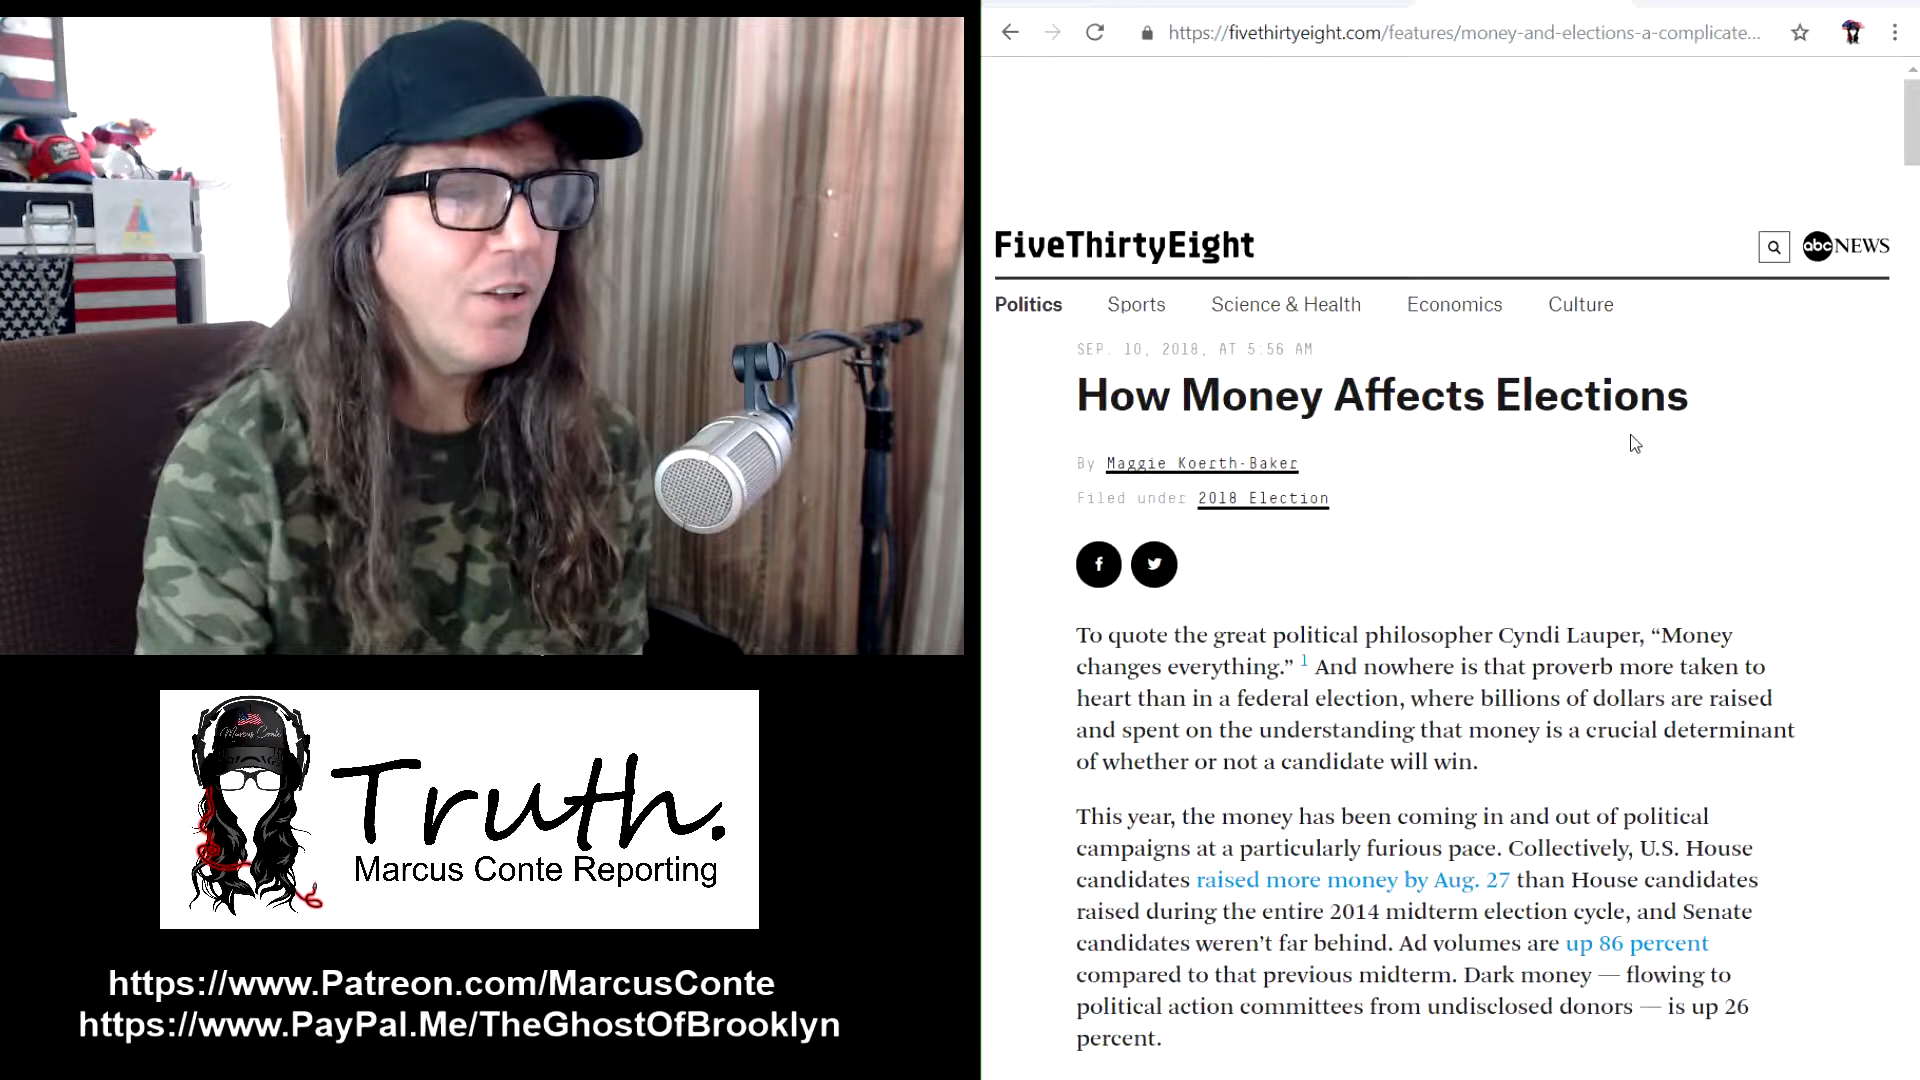 Marcus Conte
Truth.
Marcus Conte Reporting
https://www.Patreon.com/MarcusConte
https://www.PayPal.Me/TheGhostOfBrooklyn
https://fivethirtyeight.com/features/money-and-elections-a-complicate...
FiveThirtyEight
abc NEWS
Politics Sports Science & Health Economics Culture
SEP. 10, 2018, AT 5:56 AM
How Money Affects Elections
By Maggie Koerth-Baker
Filed under 2018 Election
To quote the great political philosopher Cyndi Lauper, “Money
changes everything.” 1 And nowhere is that proverb more taken to
heart than in a federal election, where billions of dollars are raised
and spent on the understanding that money is a crucial determinant
of whether or not a candidate will win.
This year, the money has been coming in and out of political
campaigns at a particularly furious pace. Collectively, U.S. House
candidates raised more money by Aug. 27 than House candidates
raised during the entire 2014 midterm election cycle, and Senate
candidates weren’t far behind. Ad volumes are up 86 percent
compared to that previous midterm. Dark money — flowing to
political action committees from undisclosed donors — is up 26
percent.